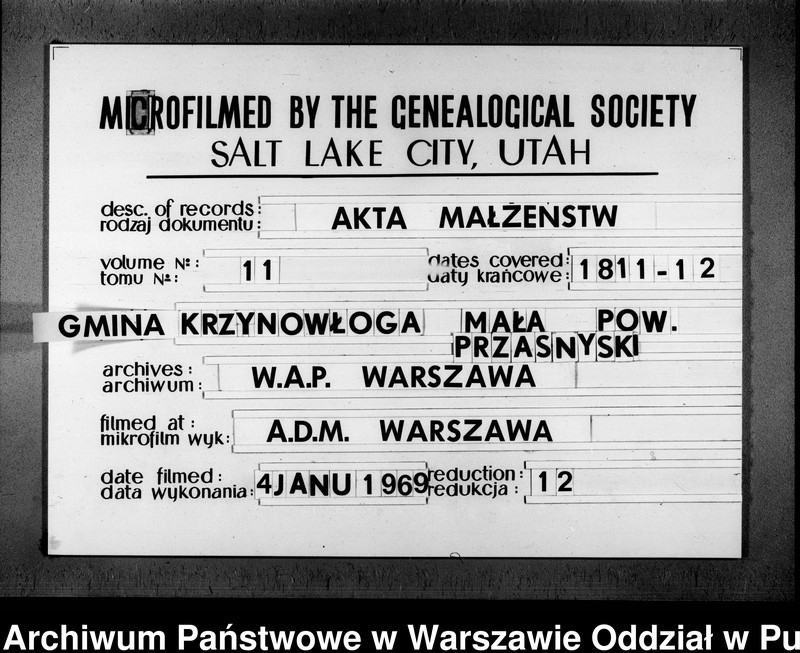 MICROFILMED BY THE GENEALOGICAL SOCIETY
SALT LAKE CITY, UTAH
desc. of records: AKTA MAŁŻENSTW
rodzaj dokumentu:
volume Nº: 11 dates covered: 1811-12
tomu Nº: daty krańcowe:
GMINA KRZYNOWŁOGA MAŁA POW.
PRZASNYSKI
archives: W.A.P. WARSZAWA
archiwum:
filmed at: A.D.M. WARSZAWA
mikrofilm wyk:
date filmed: 4 JANU 1969 reduction: 12
data wykonania: redukcja:
Archiwum Państwowe w Warszawie Oddział w Pu